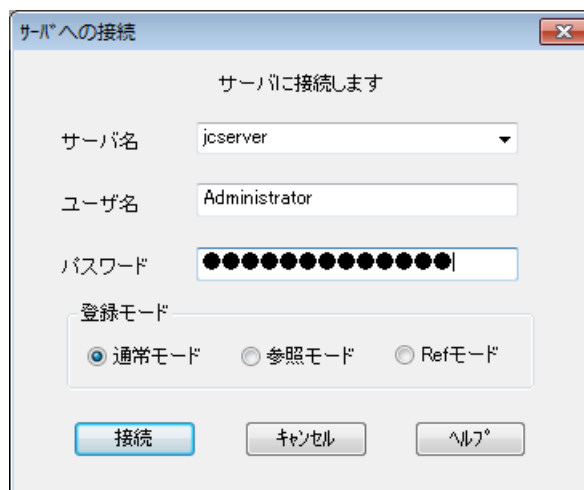 ｻｰﾊﾞへの接続
サーバに接続します
サーバ名 jcserver
ユーザ名 Administrator
パスワード ●●●●●●●●●●●●●
登録モード
通常モード 参照モード Refモード
接続 ｷｬﾝｾﾙ ﾍﾙﾌﾟ